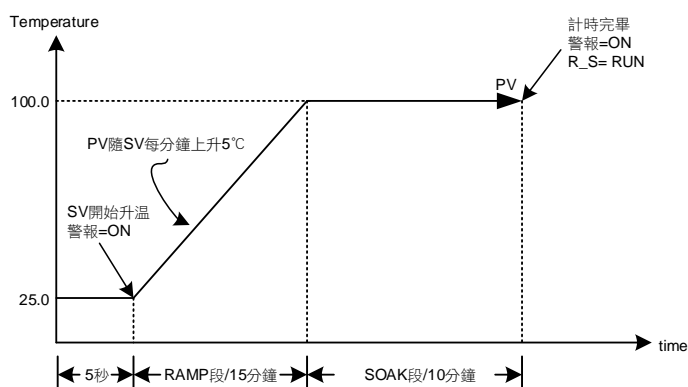 Temperature
計時完畢
警報=ON
R_S= RUN
PV
100.0
PV隨SV每分鐘上升5℃
SV開始升温
警報=ON
25.0
time
5秒
RAMP段/15分鐘
SOAK段/10分鐘